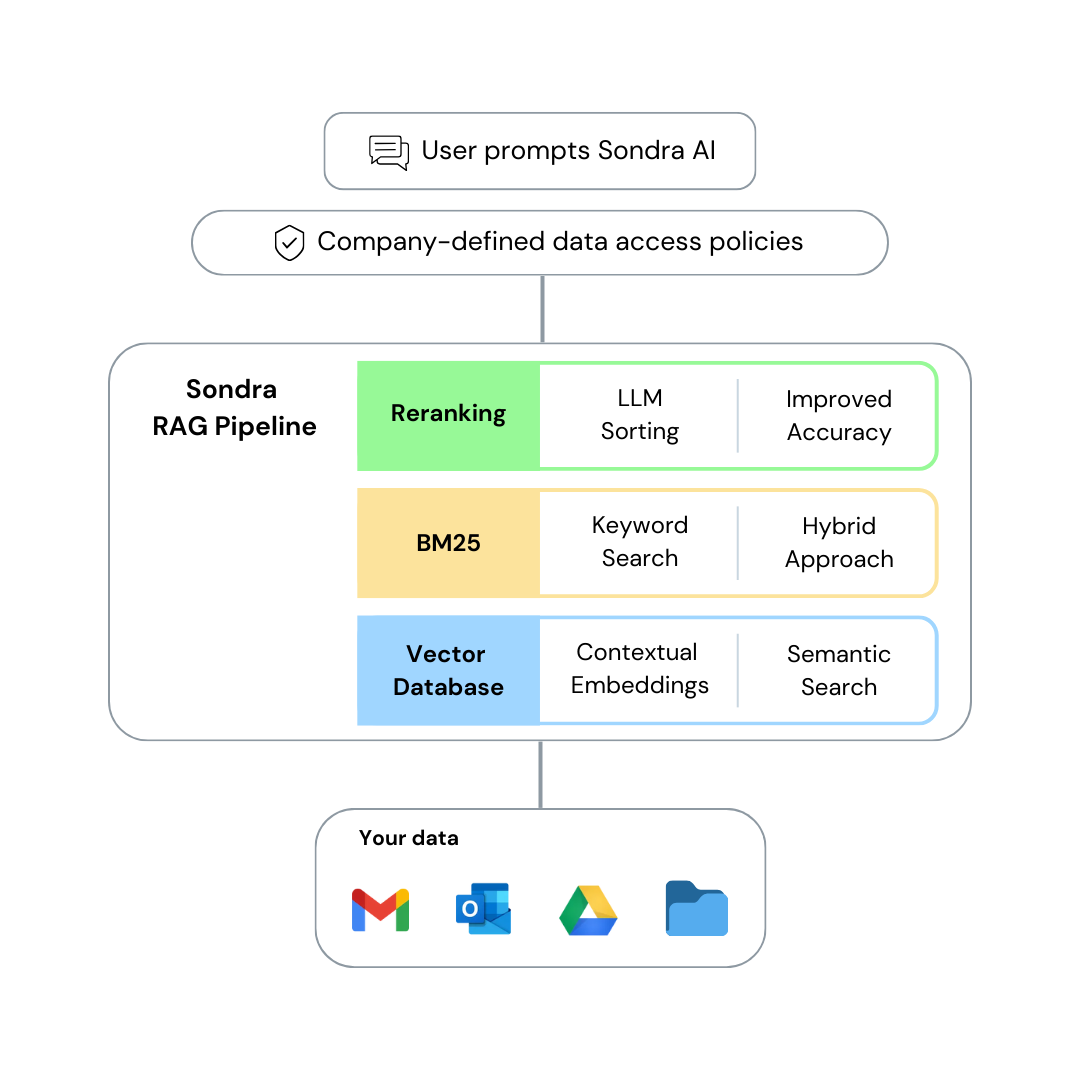 User prompts Sondra AI
Company-defined data access policies
Sondra
RAG Pipeline
Reranking
LLM
Sorting
Improved
Accuracy
BM25
Keyword
Search
Hybrid
Approach
Vector
Database
Contextual
Embeddings
Semantic
Search
Your data
O